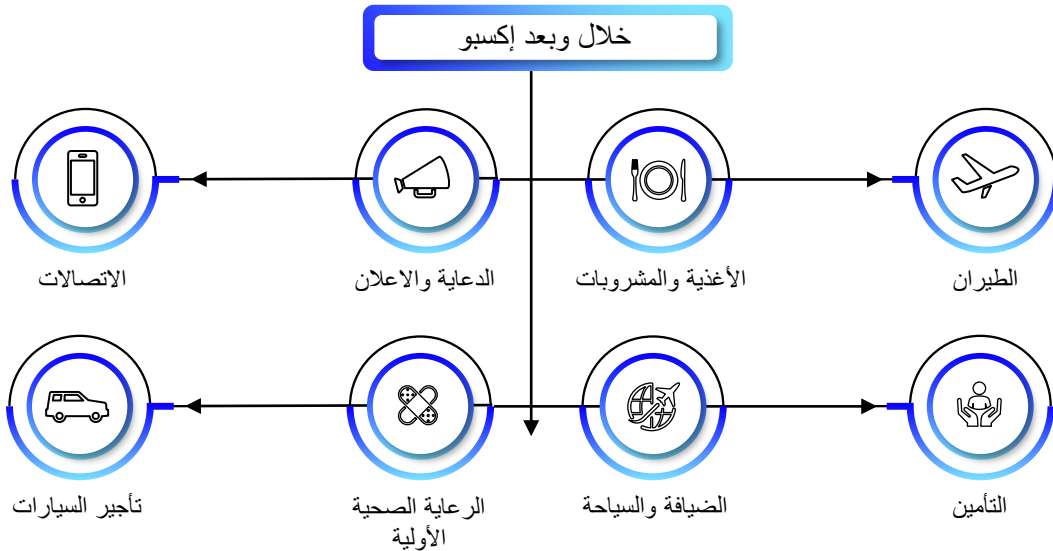 خلال وبعد إكسبو
الطيران
الأغذية والمشروبات
الدعاية والاعلان
الاتصالات
التأمين
الضيافة والسياحة
الرعاية الصحية
الأولية
تأجير السيارات